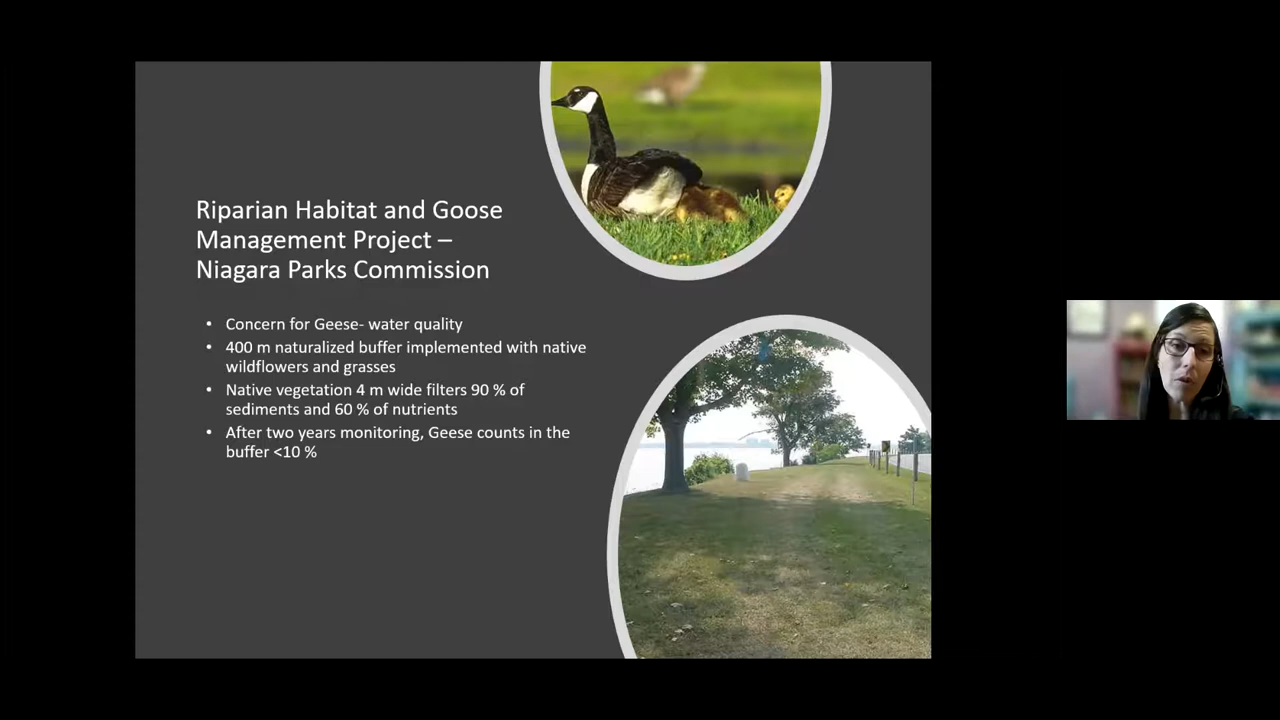 Riparian Habitat and Goose
Management Project –
Niagara Parks Commission
• Concern for Geese- water quality
• 400 m naturalized buffer implemented with native
wildflowers and grasses
• Native vegetation 4 m wide filters 90 % of
sediments and 60 % of nutrients
• After two years monitoring, Geese counts in the
buffer <10 %